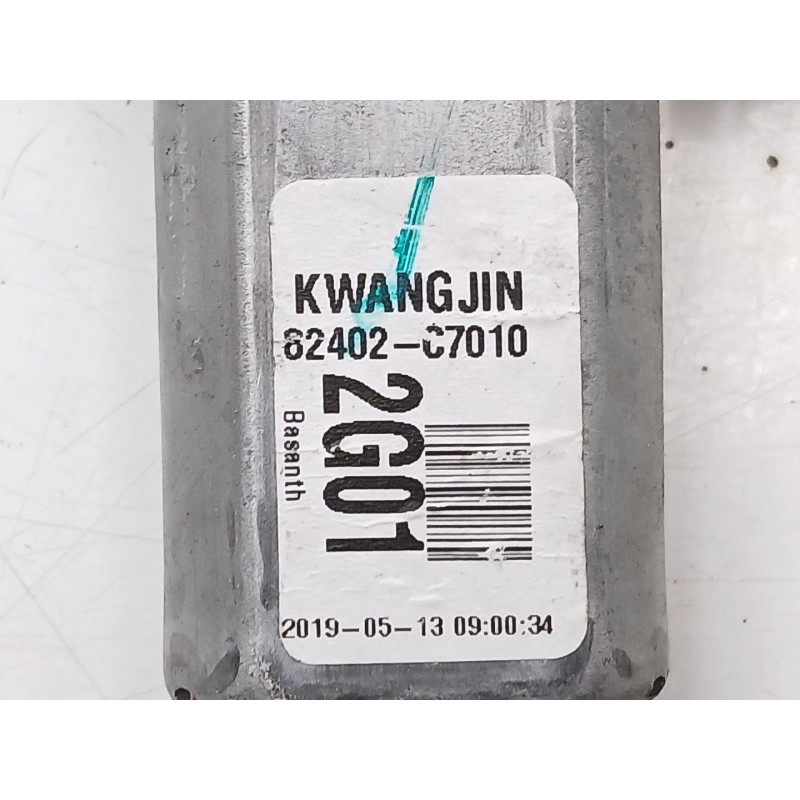 KWANGJIN
82402-C7010
2G01
Basanth
2019-05-13 09:00:34